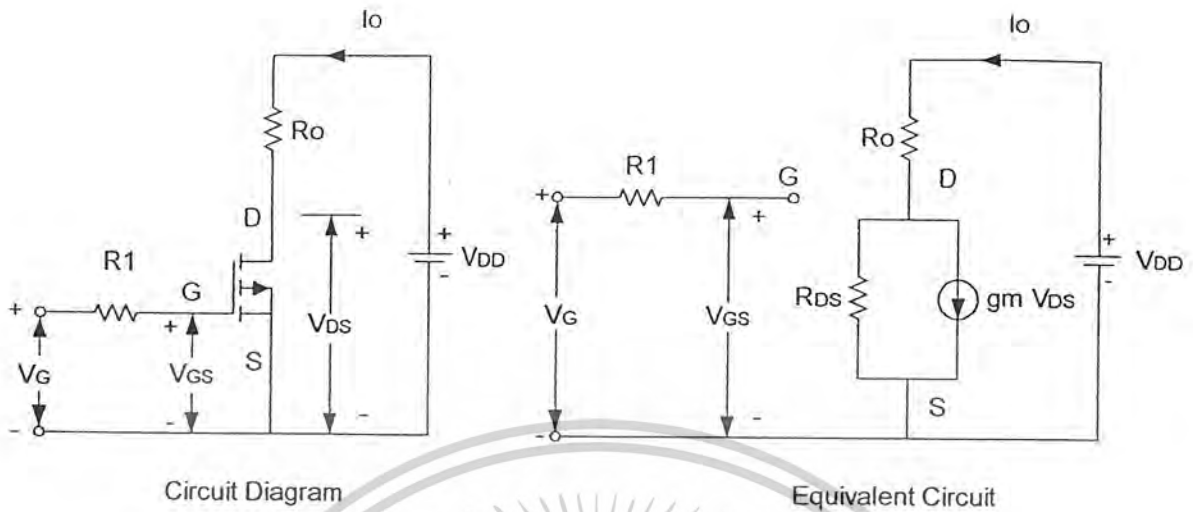 Io
Ro
D
R1
G
+
+
-
VG
VGS
S
+
-
VDS
+
-
VDD
+
-
Circuit Diagram
Io
Ro
D
R1
G
+
+
-
VG
VGS
-
RDS
gm VDS
S
+
-
VDD
Equivalent Circuit